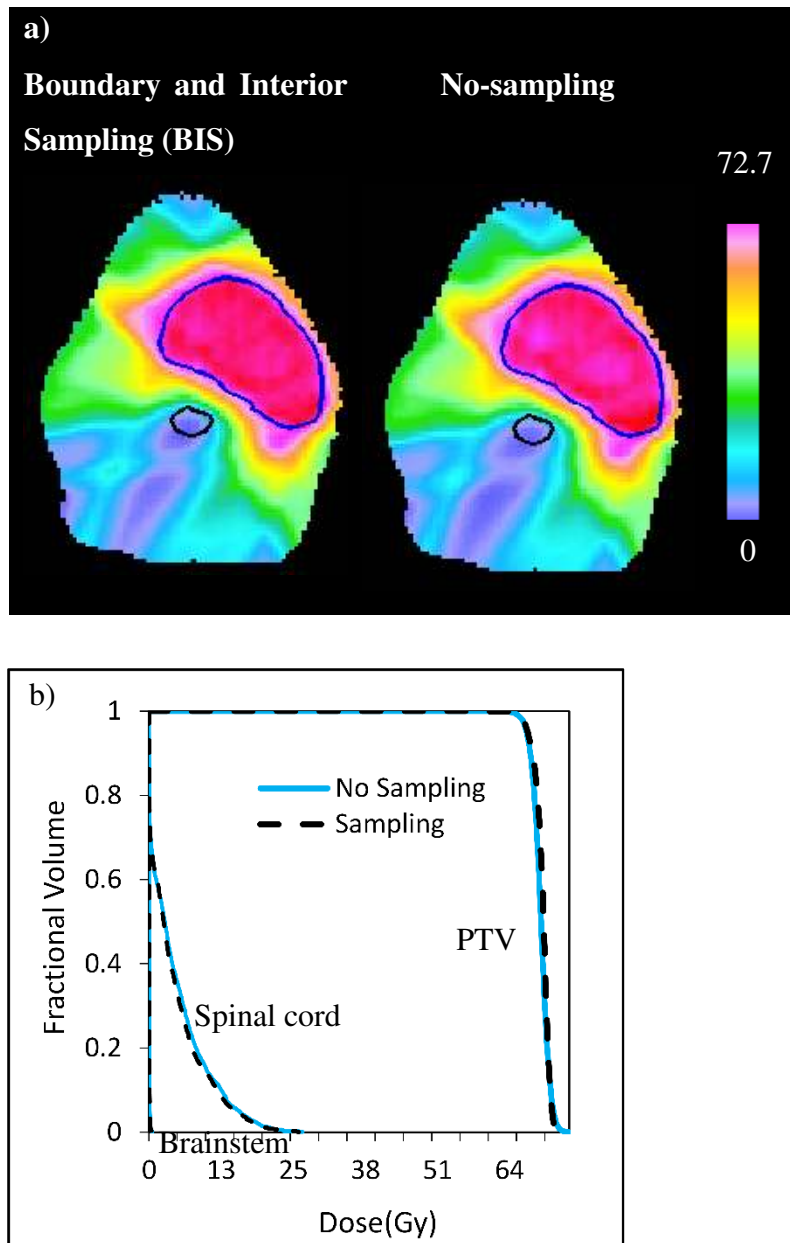 a)
Boundary and Interior
Sampling (BIS)
No-sampling
72.7
0
b)
1
0.8
0.6
0.4
0.2
0
Fractional Volume
No Sampling
Sampling
PTV
Spinal cord
Brainstem
0 13 25 38 51 64
Dose(Gy)